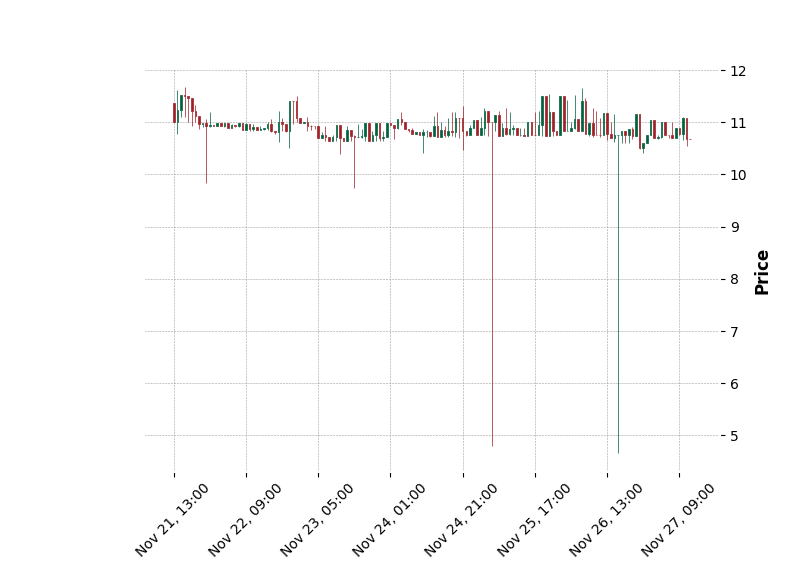 12
11
10
9
8
7
6
5
Price
Nov 21, 13:00
Nov 22, 09:00
Nov 23, 05:00
Nov 24, 01:00
Nov 24, 21:00
Nov 25, 17:00
Nov 26, 13:00
Nov 27, 09:00